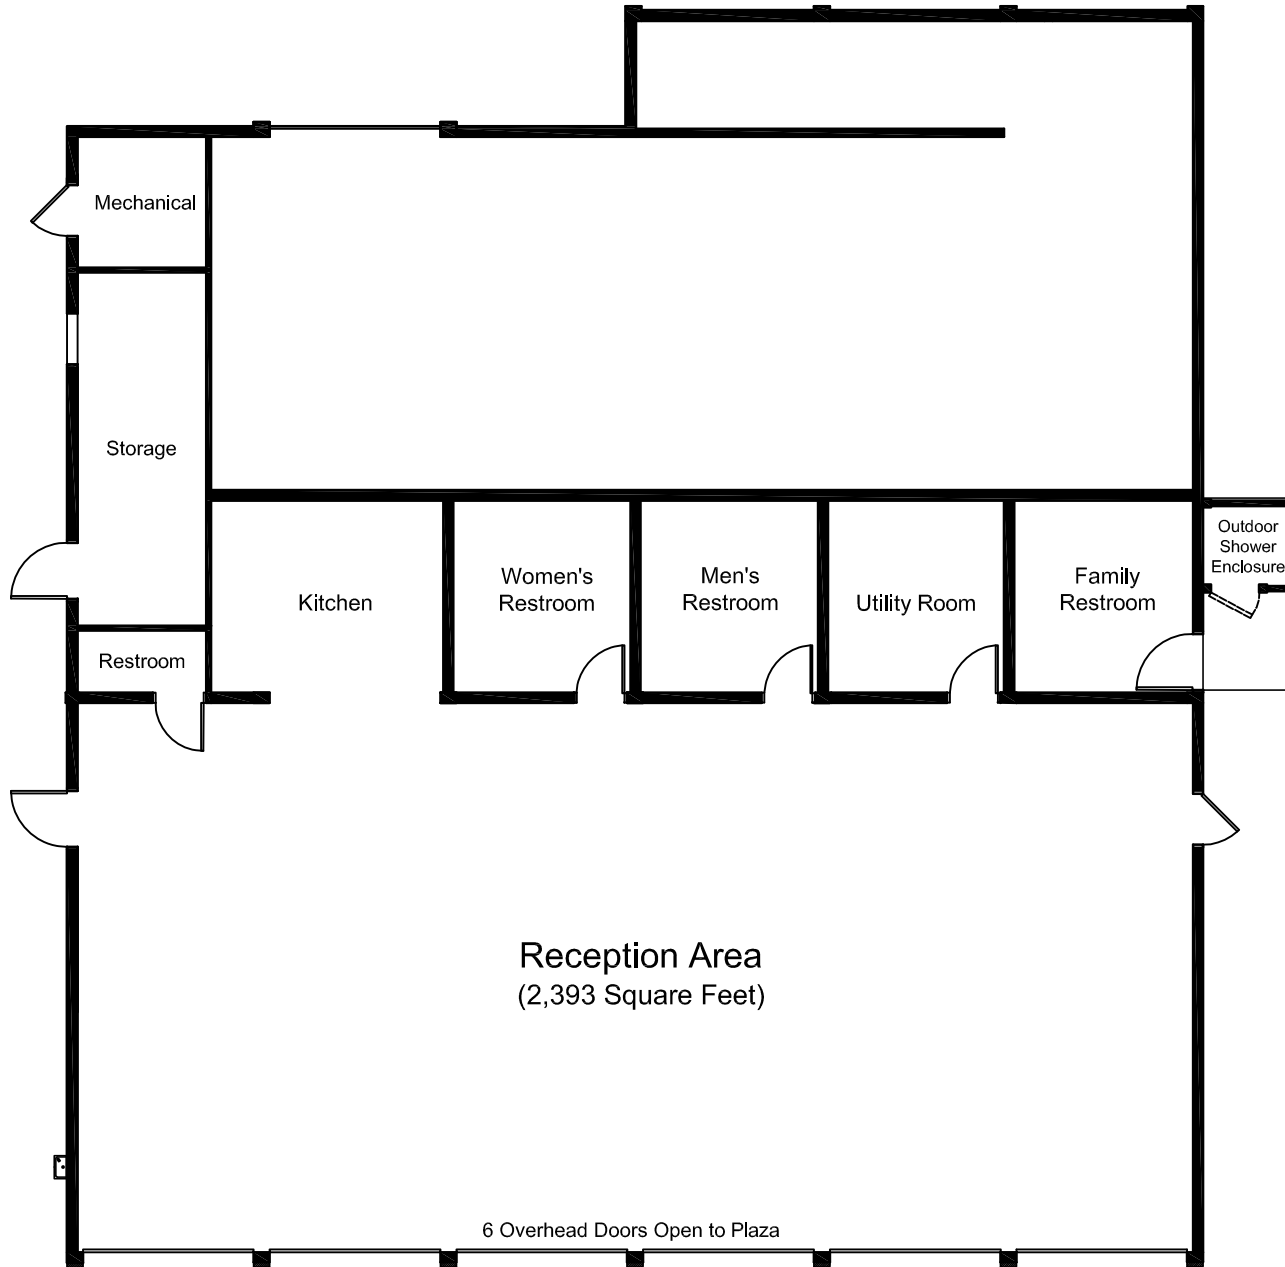 Mechanical
Storage
Outdoor
Shower
Enclosure
Kitchen
Women's
Restroom
Men's
Restroom
Utility Room
Family
Restroom
Restroom
Reception Area
(2,393 Square Feet)
6 Overhead Doors Open to Plaza